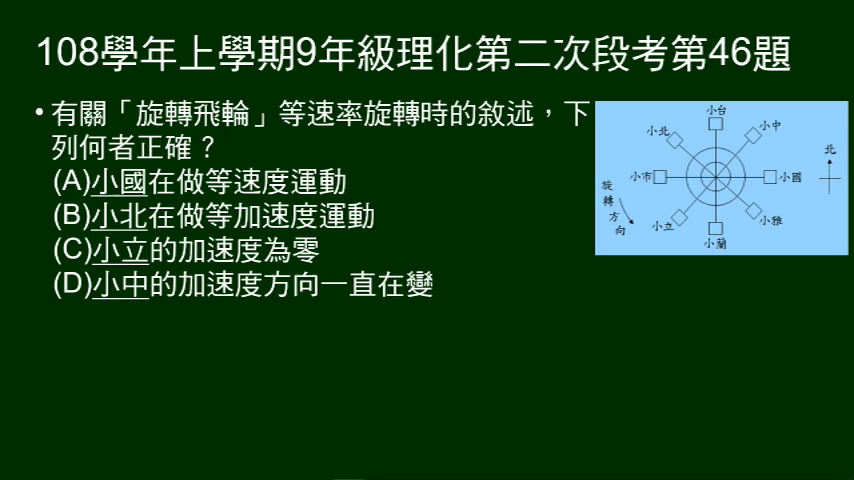 108學年上學期9年級理化第二次段考第46題
• 有關「旋轉飛輪」等速率旋轉時的敘述，下
列何者正確？
(A)小國在做等速度運動
(B)小北在做等加速度運動
(C)小立的加速度為零
(D)小中的加速度方向一直在變
小台
小北
小中
北
小市
小國
旋轉方向
小立
小雅
小蘭